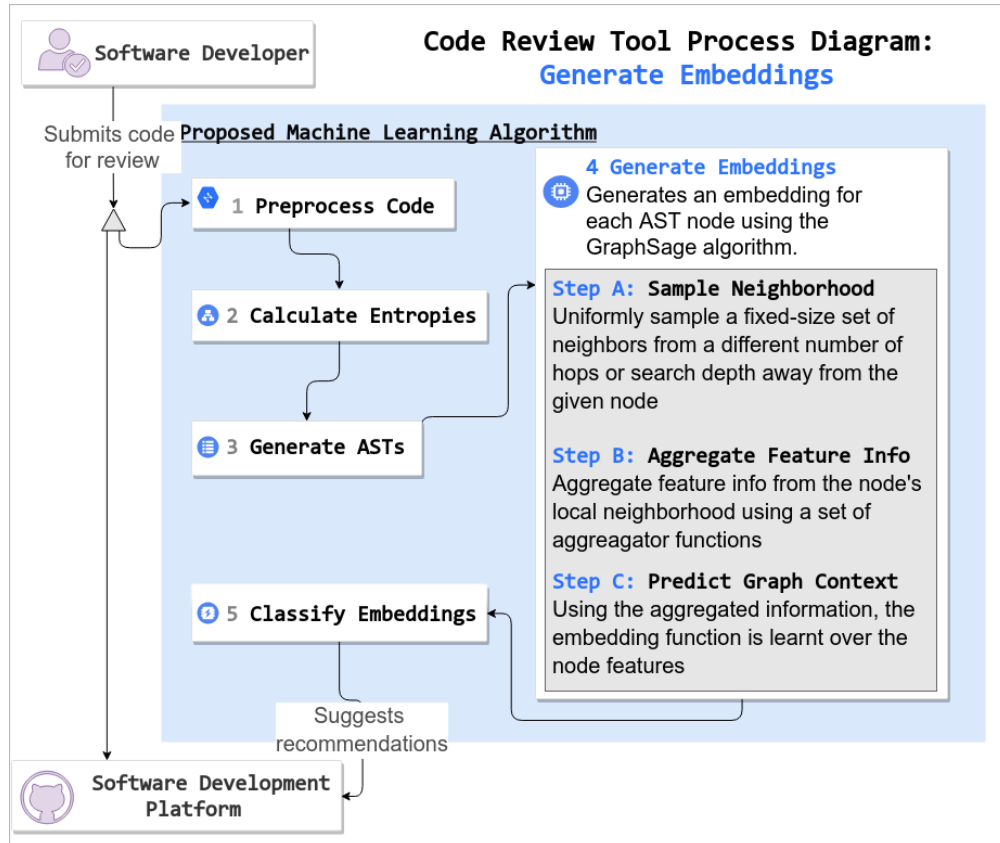 Software Developer
Code Review Tool Process Diagram:
Generate Embeddings
Submits code
for review
Proposed Machine Learning Algorithm
1 Preprocess Code
2 Calculate Entropies
3 Generate ASTs
4 Generate Embeddings
Generates an embedding for
each AST node using the
GraphSage algorithm.
Step A: Sample Neighborhood
Uniformly sample a fixed-size set of
neighbors from a different number of
hops or search depth away from the
given node
Step B: Aggregate Feature Info
Aggregate feature info from the node's
local neighborhood using a set of
aggreagator functions
Step C: Predict Graph Context
Using the aggregated information, the
embedding function is learnt over the
node features
5 Classify Embeddings
Suggests
recommendations
Software Development
Platform